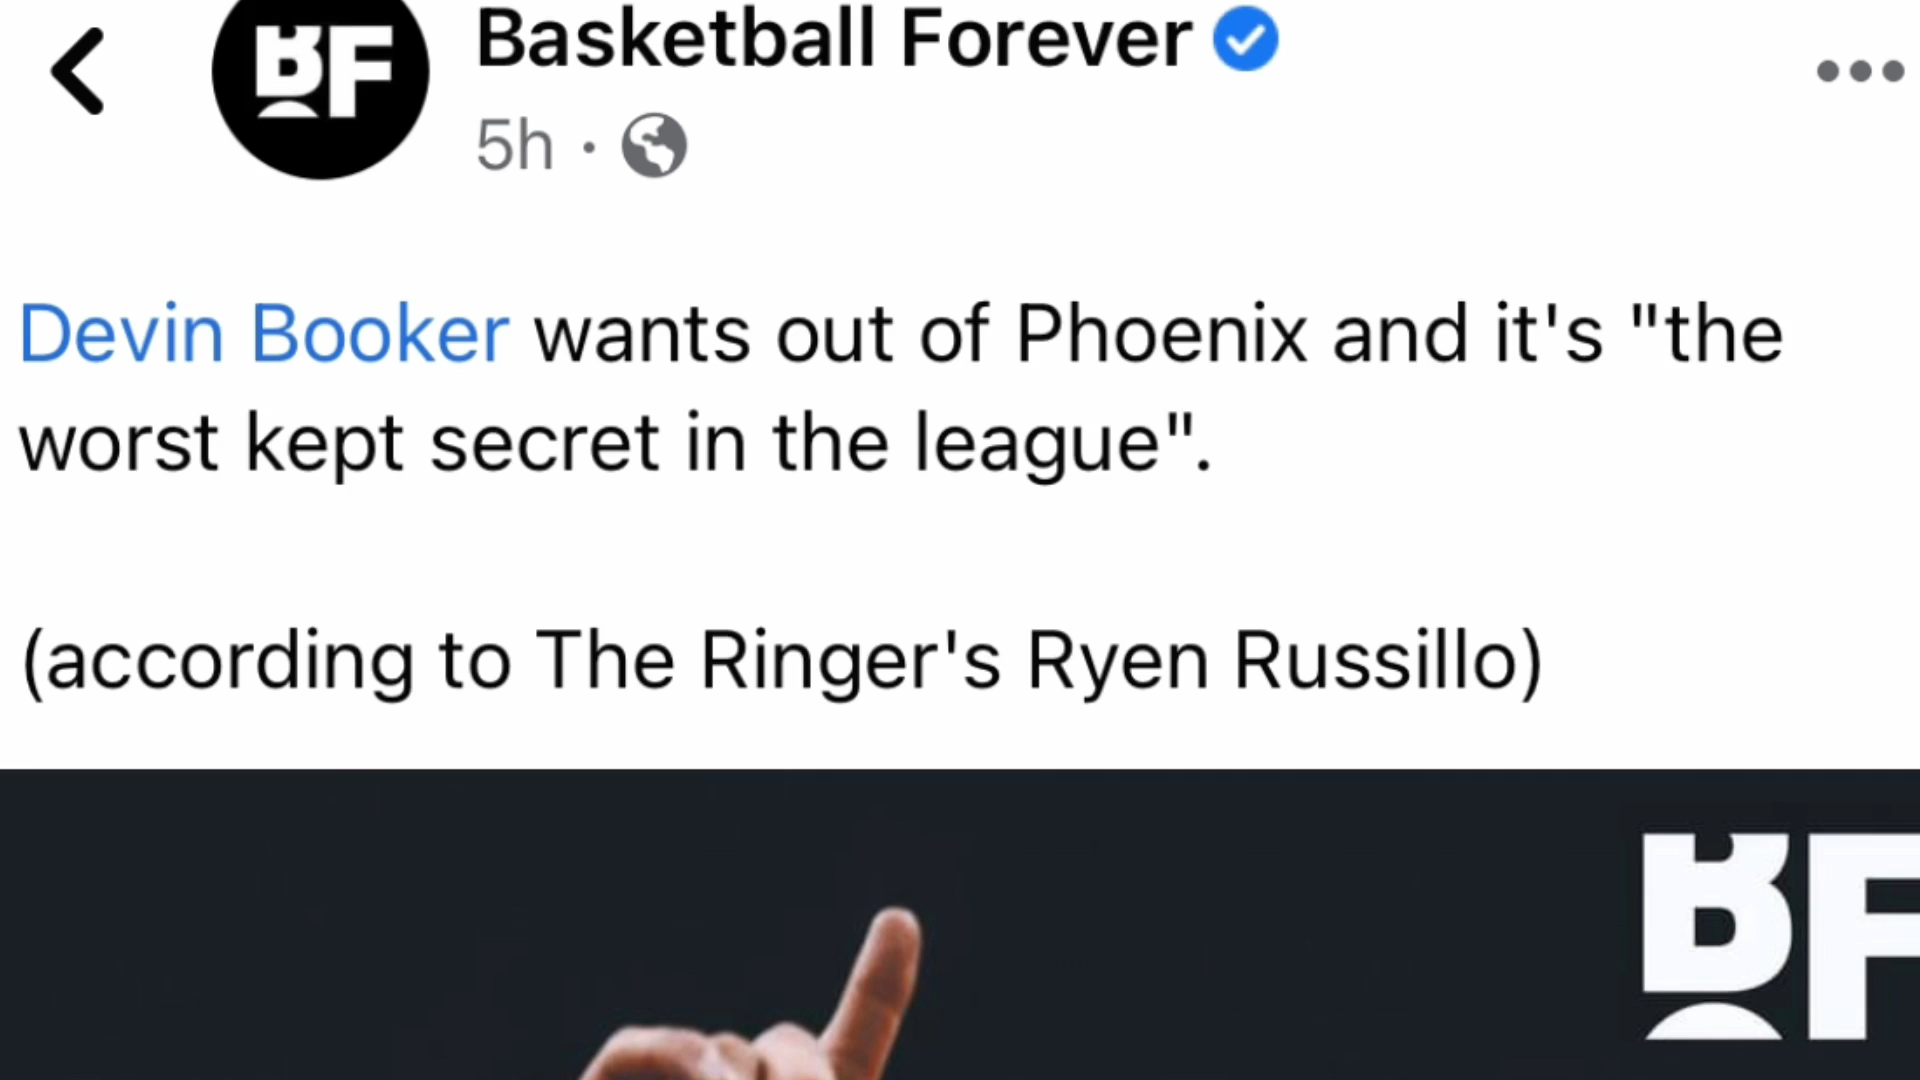 BF
Basketball Forever
5h ·
Devin Booker wants out of Phoenix and it's "the
worst kept secret in the league".
(according to The Ringer's Ryen Russillo)
BF